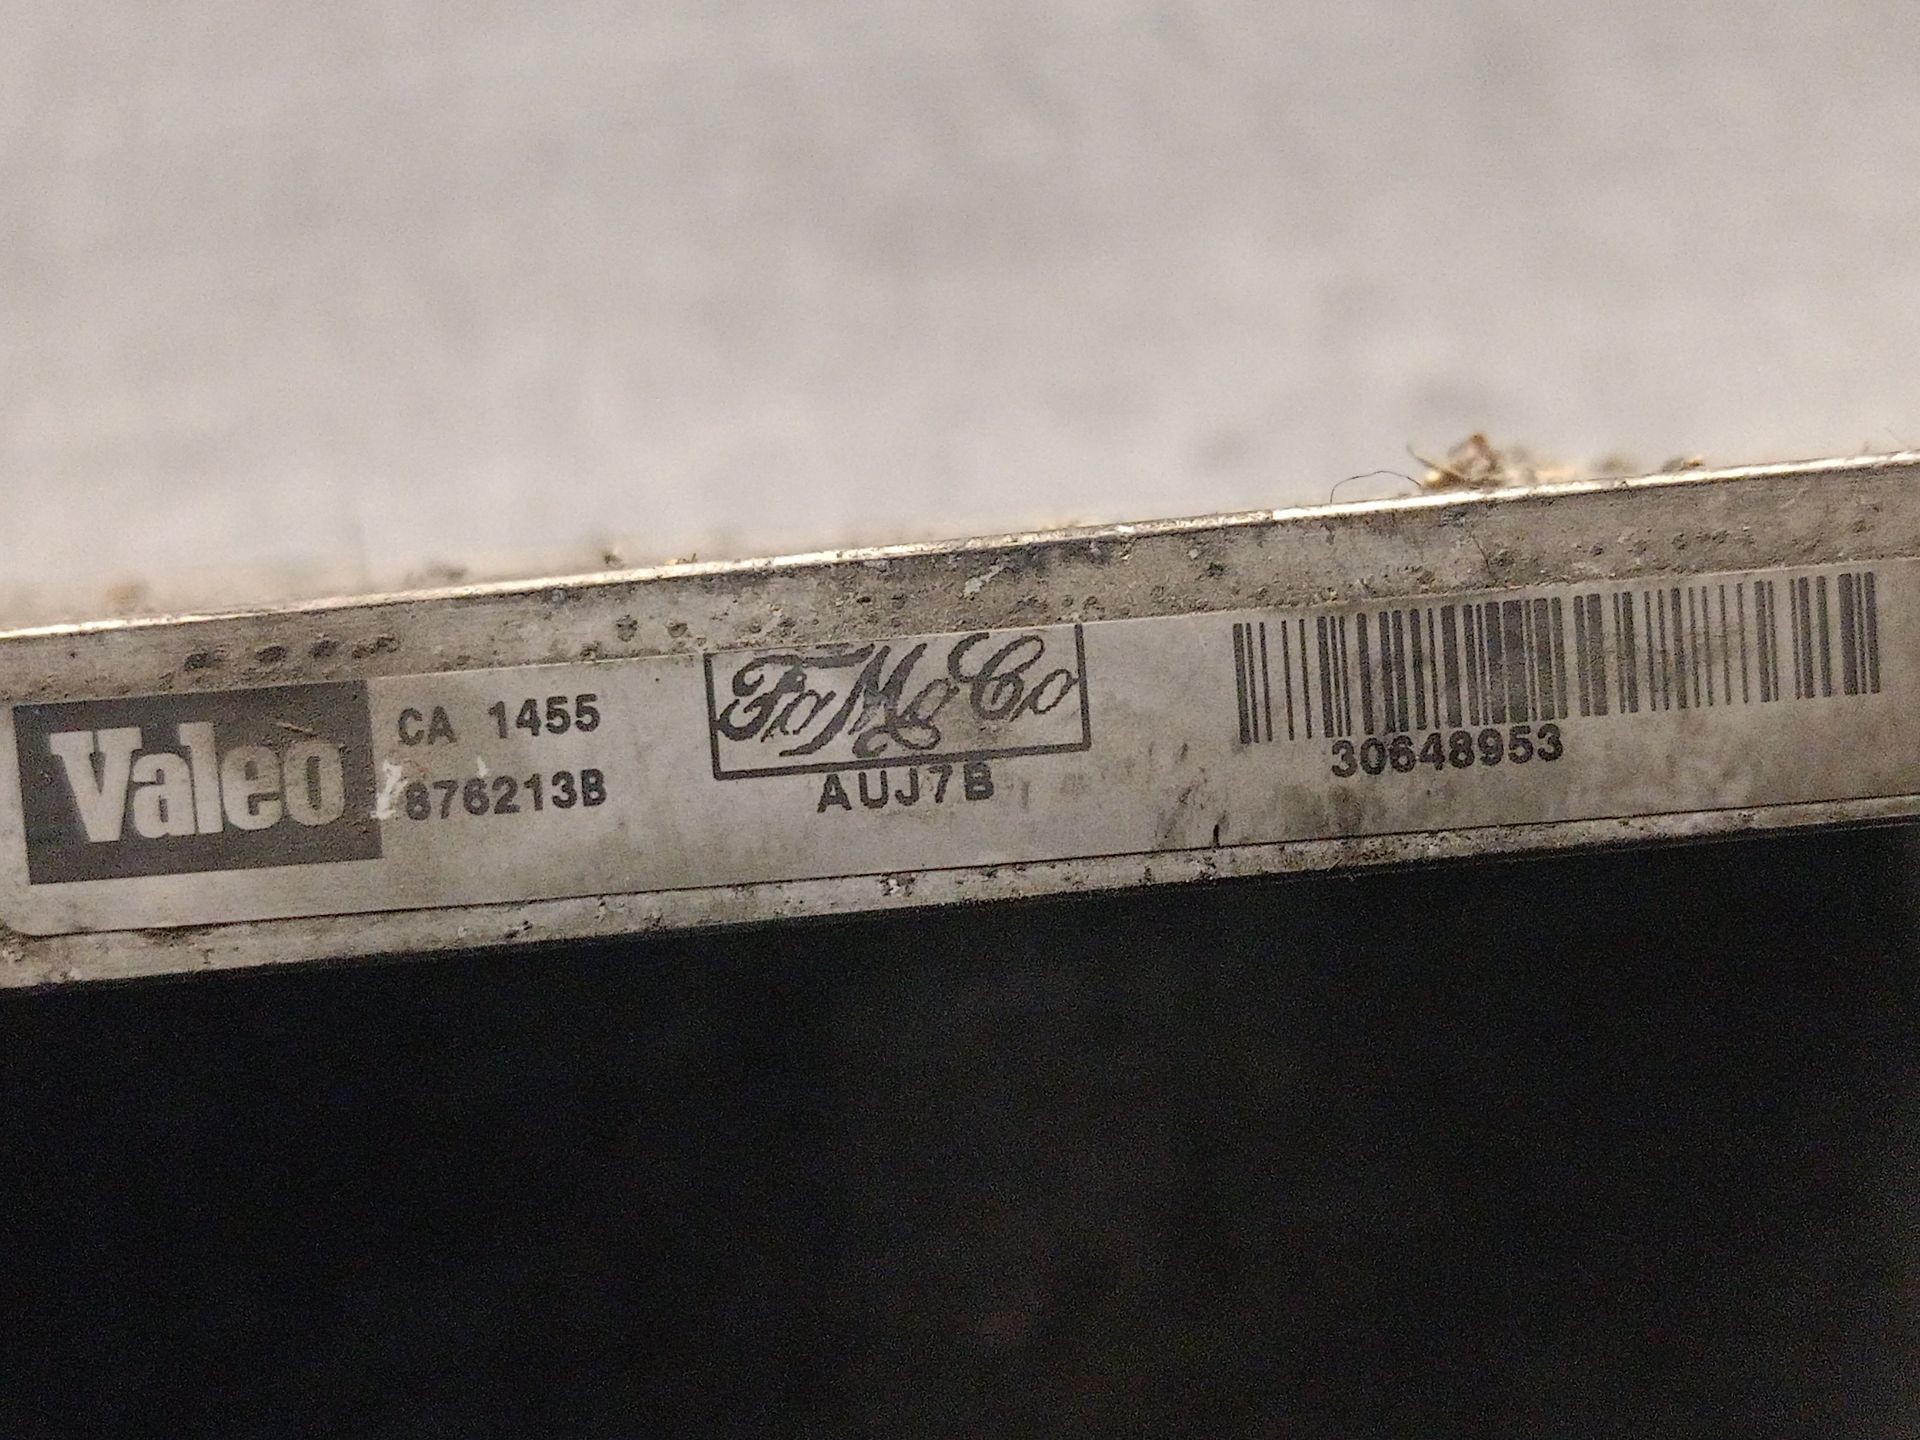 Valeo
CA 1455
876213B
FoMoCo
AUJ7B
30648953